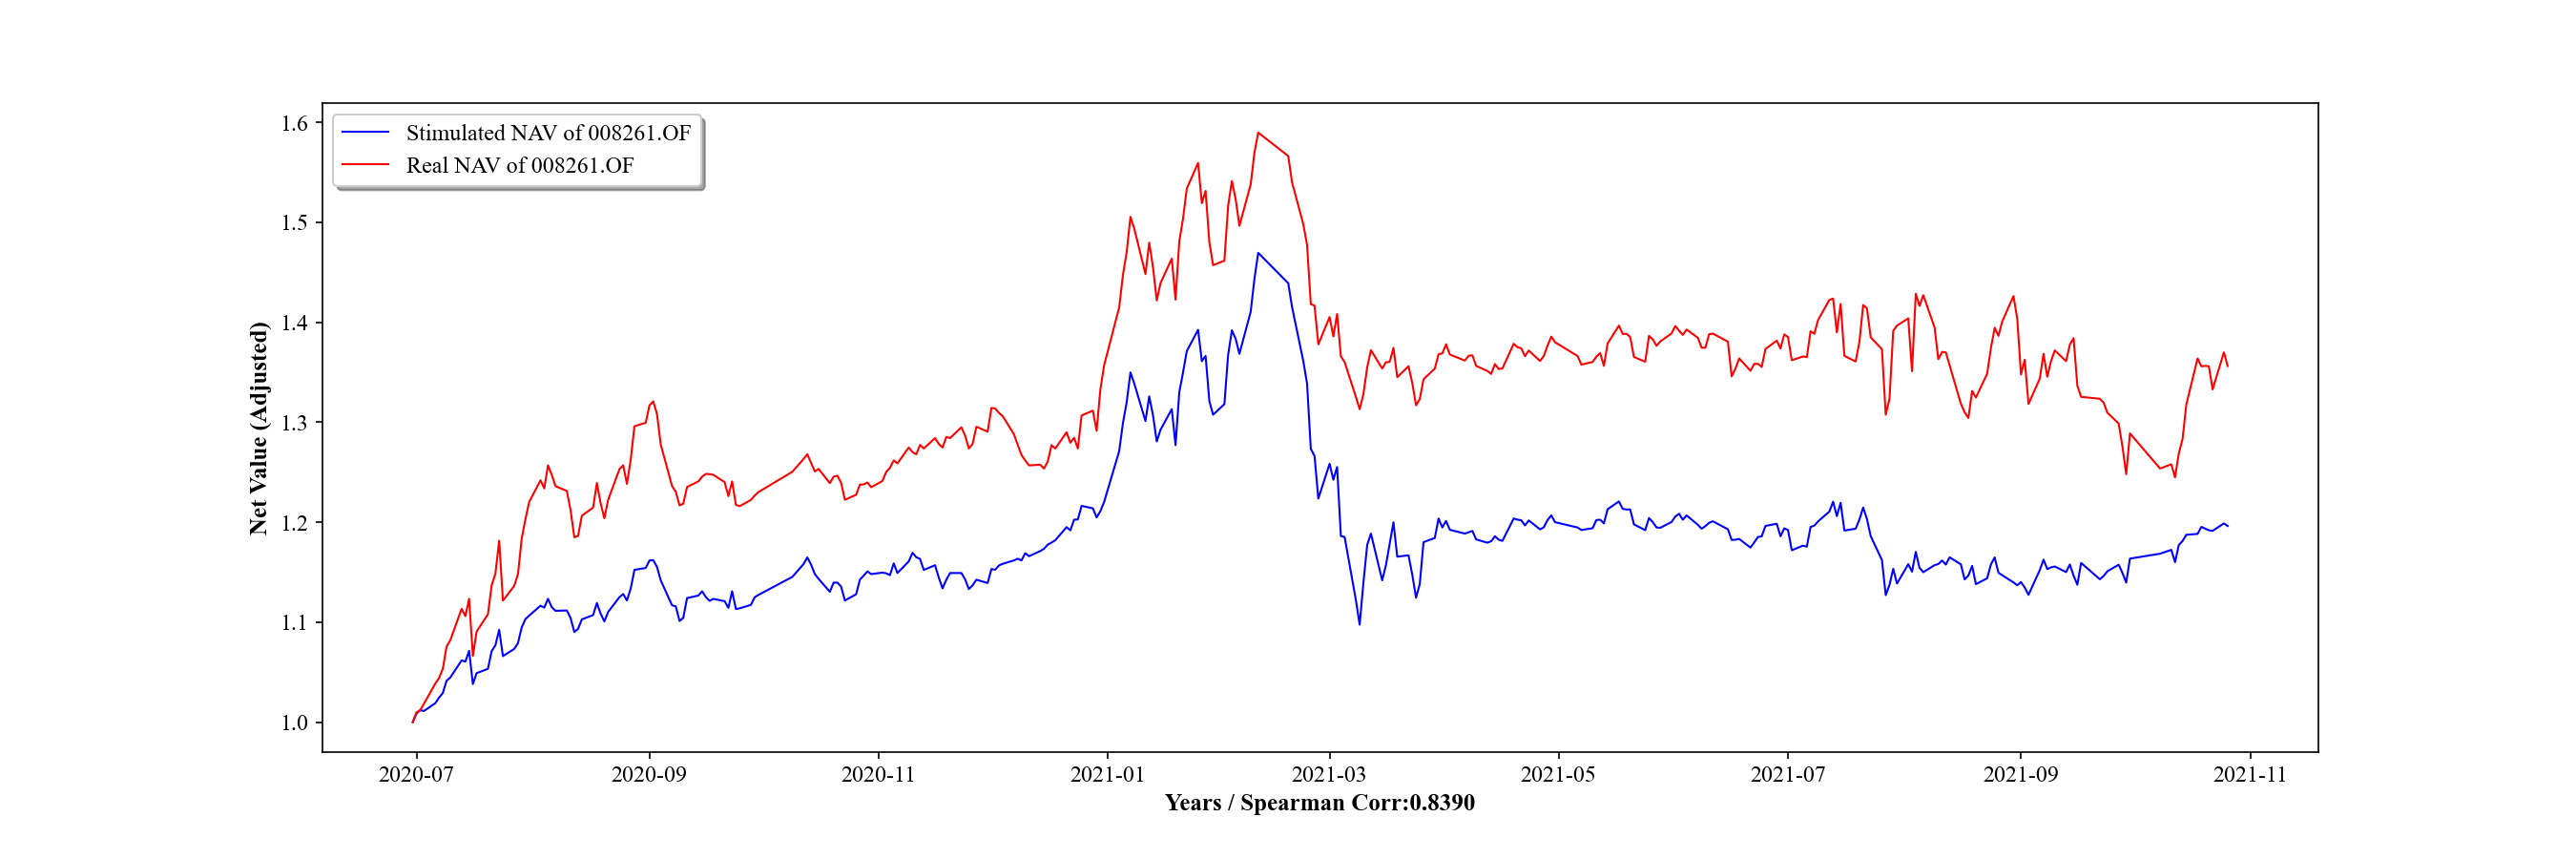 Stimulated NAV of 008261.OF
Real NAV of 008261.OF
Net Value (Adjusted)
1.6
1.5
1.4
1.3
1.2
1.1
1.0
2020-07 2020-09 2020-11 2021-01 2021-03 2021-05 2021-07 2021-09 2021-11
Years / Spearman Corr:0.8390